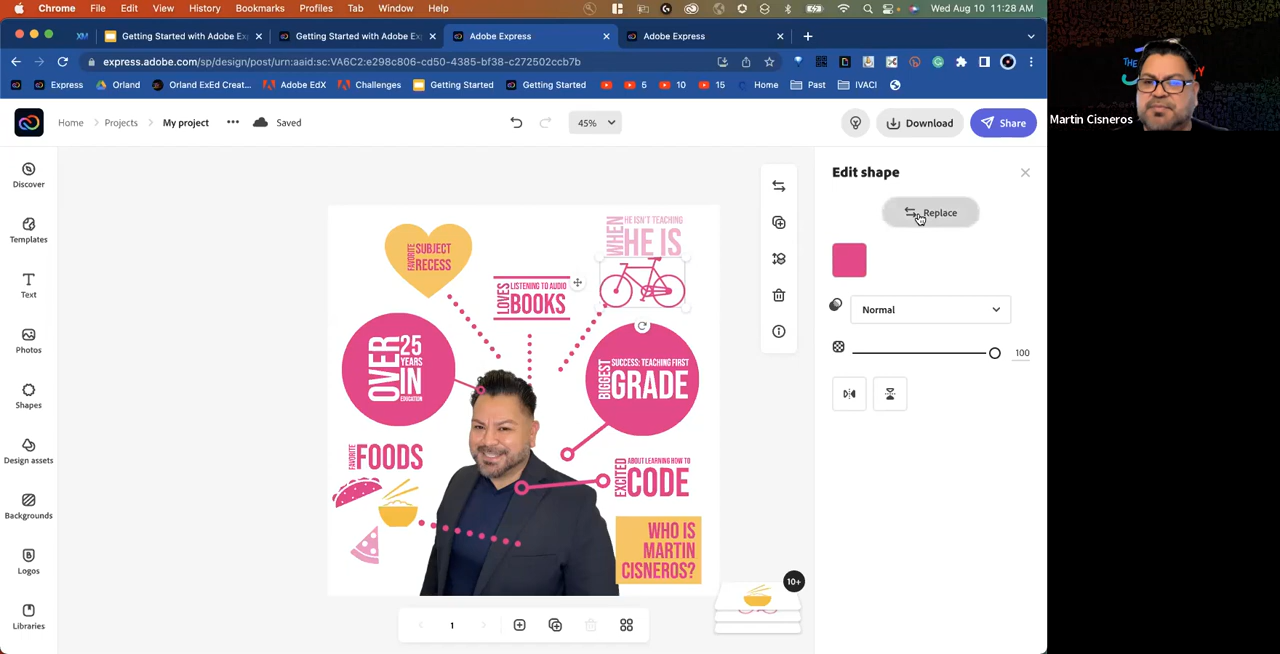 Chrome File Edit View History Bookmarks Profiles Tab Window Help Wed Aug 10 11:28 AM
XM Getting Started with Adobe Ex Getting Started with Adobe Ex Adobe Express Adobe Express
express.adobe.com/sp/design/post/urn:aaid:sc:VA6C2:e298c806-cd50-4385-bf38-c272502ccb7b
Express Orland Orland ExEd Creat... Adobe EdX Challenges Getting Started Getting Started 5 10 15 Home Past IVACI
Home Projects My project ••• Saved 45% Download Share
Discover
Templates
Text
Photos
Shapes
Design assets
Backgrounds
Logos
Libraries
FAVORITE SUBJECT
RECESS
LOVES LISTENING TO AUDIO
BOOKS
WHEN HE ISN'T TEACHING
HE IS
OVER 25
YEARS
IN
EDUCATION
BIGGEST SUCCESS: TEACHING FIRST
GRADE
FAVORITE FOODS
EXCITED ABOUT LEARNING HOW TO
CODE
WHO IS
MARTIN
CISNEROS?
1
10+
Edit shape
Replace
Normal
100
THE
Martin Cisneros